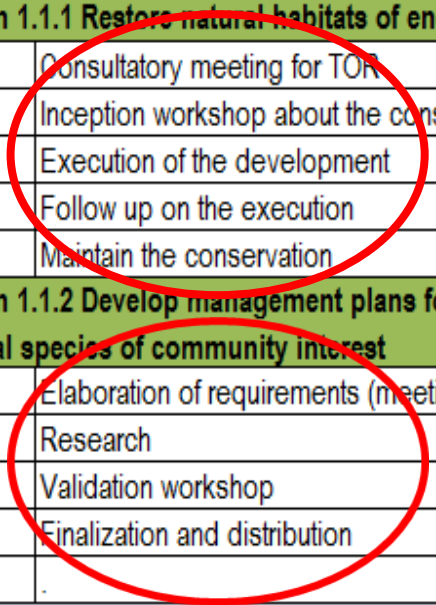 n 1.1.1 Restore natural habitats of en
Consultatory meeting for TOR
Inception workshop about the cons
Execution of the development
Follow up on the execution
Maintain the conservation
n 1.1.2 Develop management plans fo
al species of community interest
Elaboration of requirements (meeti
Research
Validation workshop
Finalization and distribution
.